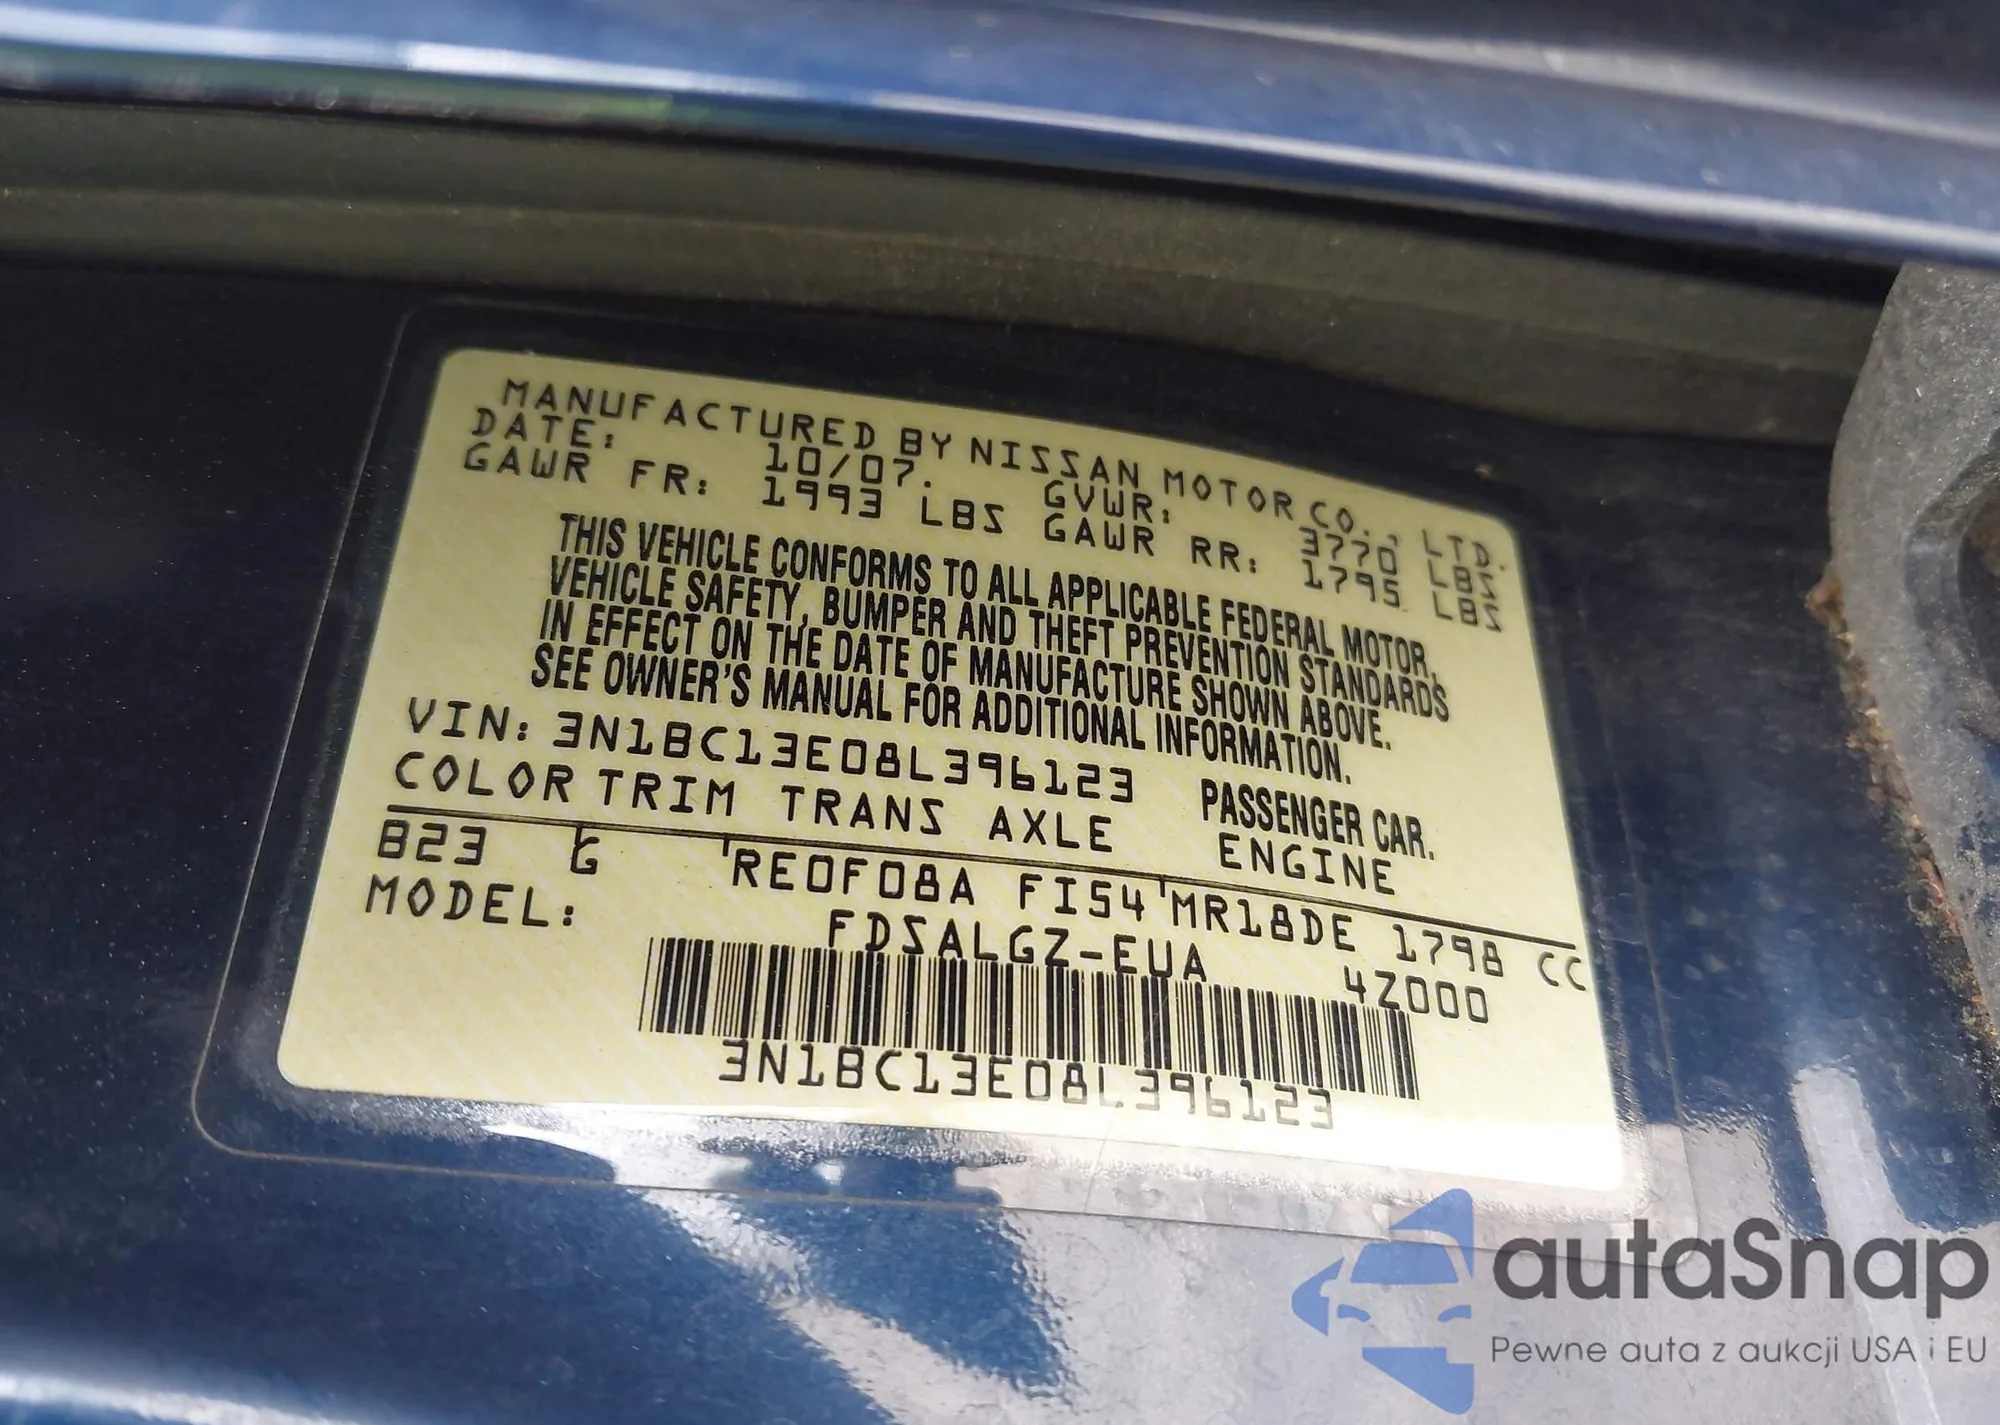 MANUFACTURED BY NISSAN MOTOR CO., LTD.
DATE: 10/07. GVWR: 3770 LBS
GAWR FR: 1993 LBS GAWR RR: 1795 LBS
THIS VEHICLE CONFORMS TO ALL APPLICABLE FEDERAL MOTOR
VEHICLE SAFETY, BUMPER AND THEFT PREVENTION STANDARDS
IN EFFECT ON THE DATE OF MANUFACTURE SHOWN ABOVE.
SEE OWNER'S MANUAL FOR ADDITIONAL INFORMATION.
VIN: 3N1BC13E08L396123 PASSENGER CAR.
COLOR TRIM TRANS AXLE ENGINE
B23 G RE0F08A FI54 MR18DE 1798 CC
MODEL: FDSALGZ-EUA 4Z000
3N1BC13E08L396123
autaSnap
Pewne auta z aukcji USA i EU